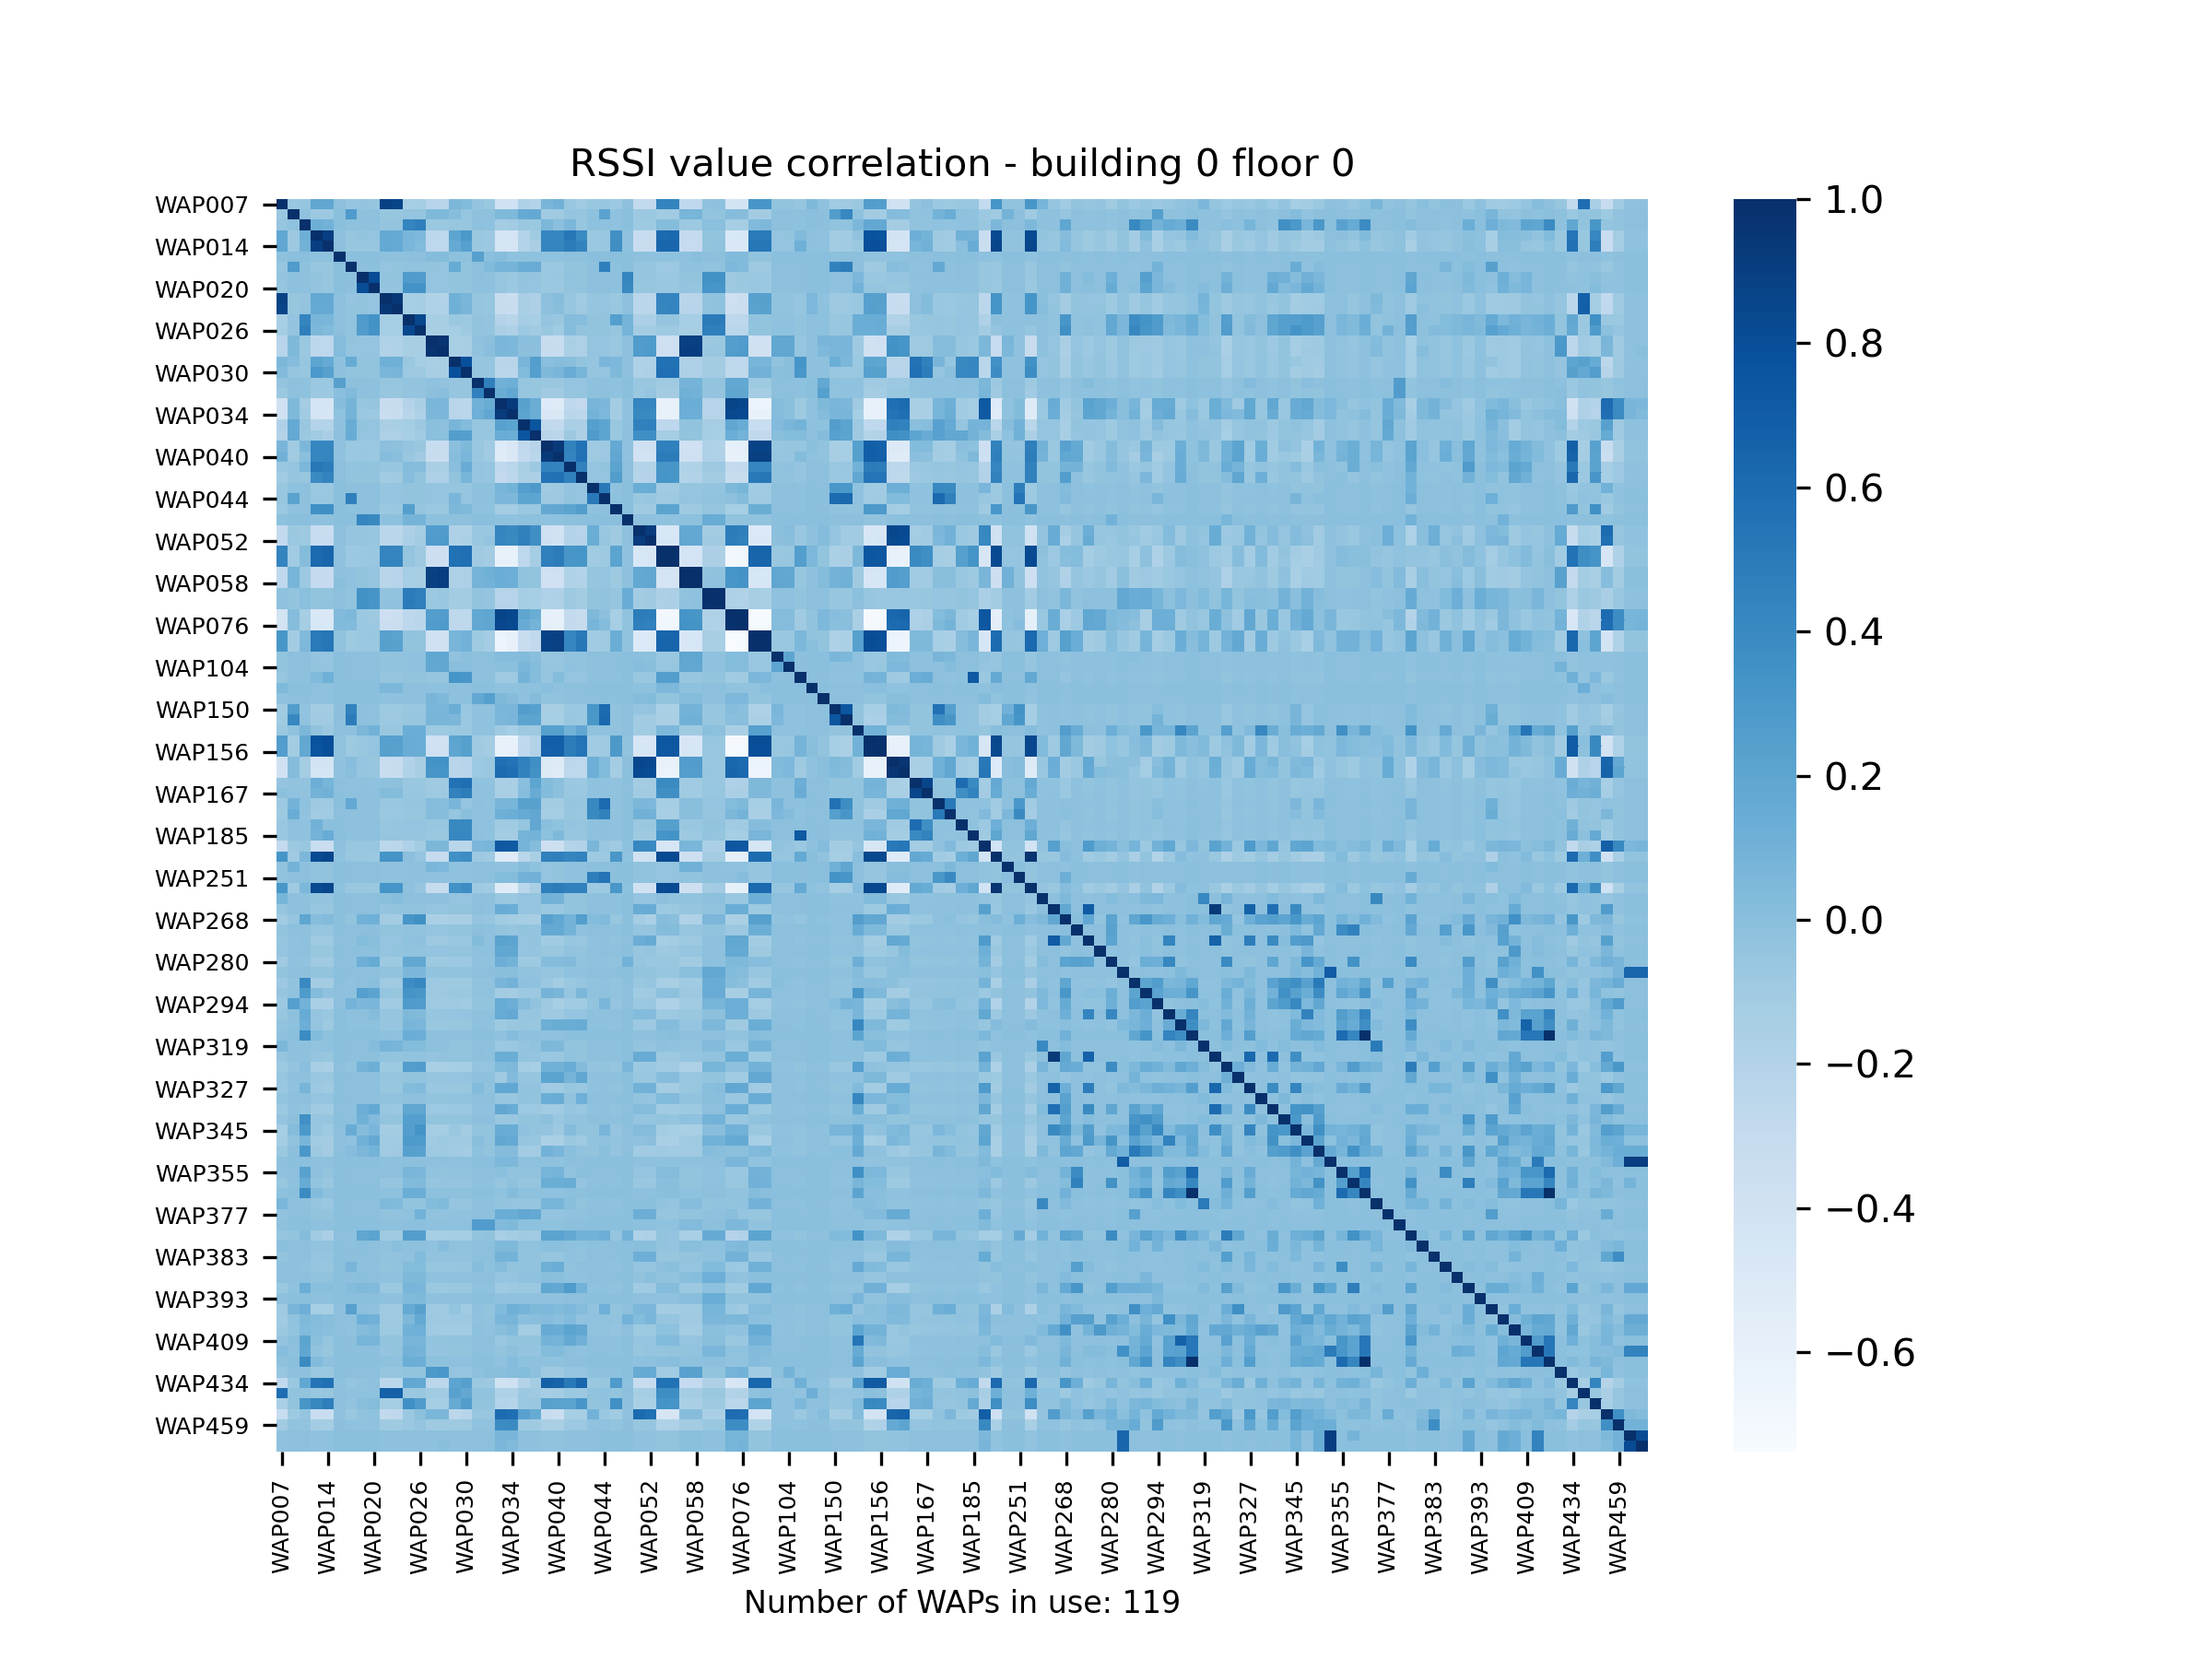 RSSI value correlation - building 0 floor 0
WAP007
WAP014
WAP020
WAP026
WAP030
WAP034
WAP040
WAP044
WAP052
WAP058
WAP076
WAP104
WAP150
WAP156
WAP167
WAP185
WAP251
WAP268
WAP280
WAP294
WAP319
WAP327
WAP345
WAP355
WAP377
WAP383
WAP393
WAP409
WAP434
WAP459
WAP007
WAP014
WAP020
WAP026
WAP030
WAP034
WAP040
WAP044
WAP052
WAP058
WAP076
WAP104
WAP150
WAP156
WAP167
WAP185
WAP251
WAP268
WAP280
WAP294
WAP319
WAP327
WAP345
WAP355
WAP377
WAP383
WAP393
WAP409
WAP434
WAP459
Number of WAPs in use: 119
1.0
0.8
0.6
0.4
0.2
0.0
−0.2
−0.4
−0.6